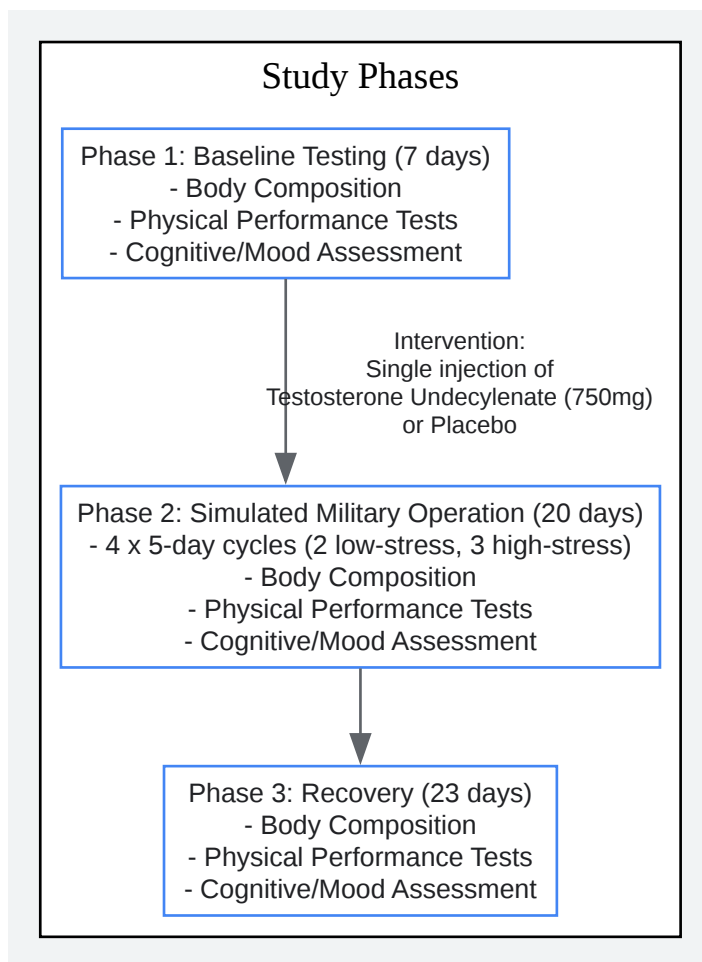 Study Phases
Phase 1: Baseline Testing (7 days)
- Body Composition
- Physical Performance Tests
- Cognitive/Mood Assessment
Intervention:
Single injection of
Testosterone Undecylenate (750mg)
or Placebo
Phase 2: Simulated Military Operation (20 days)
- 4 x 5-day cycles (2 low-stress, 3 high-stress)
- Body Composition
- Physical Performance Tests
- Cognitive/Mood Assessment
Phase 3: Recovery (23 days)
- Body Composition
- Physical Performance Tests
- Cognitive/Mood Assessment